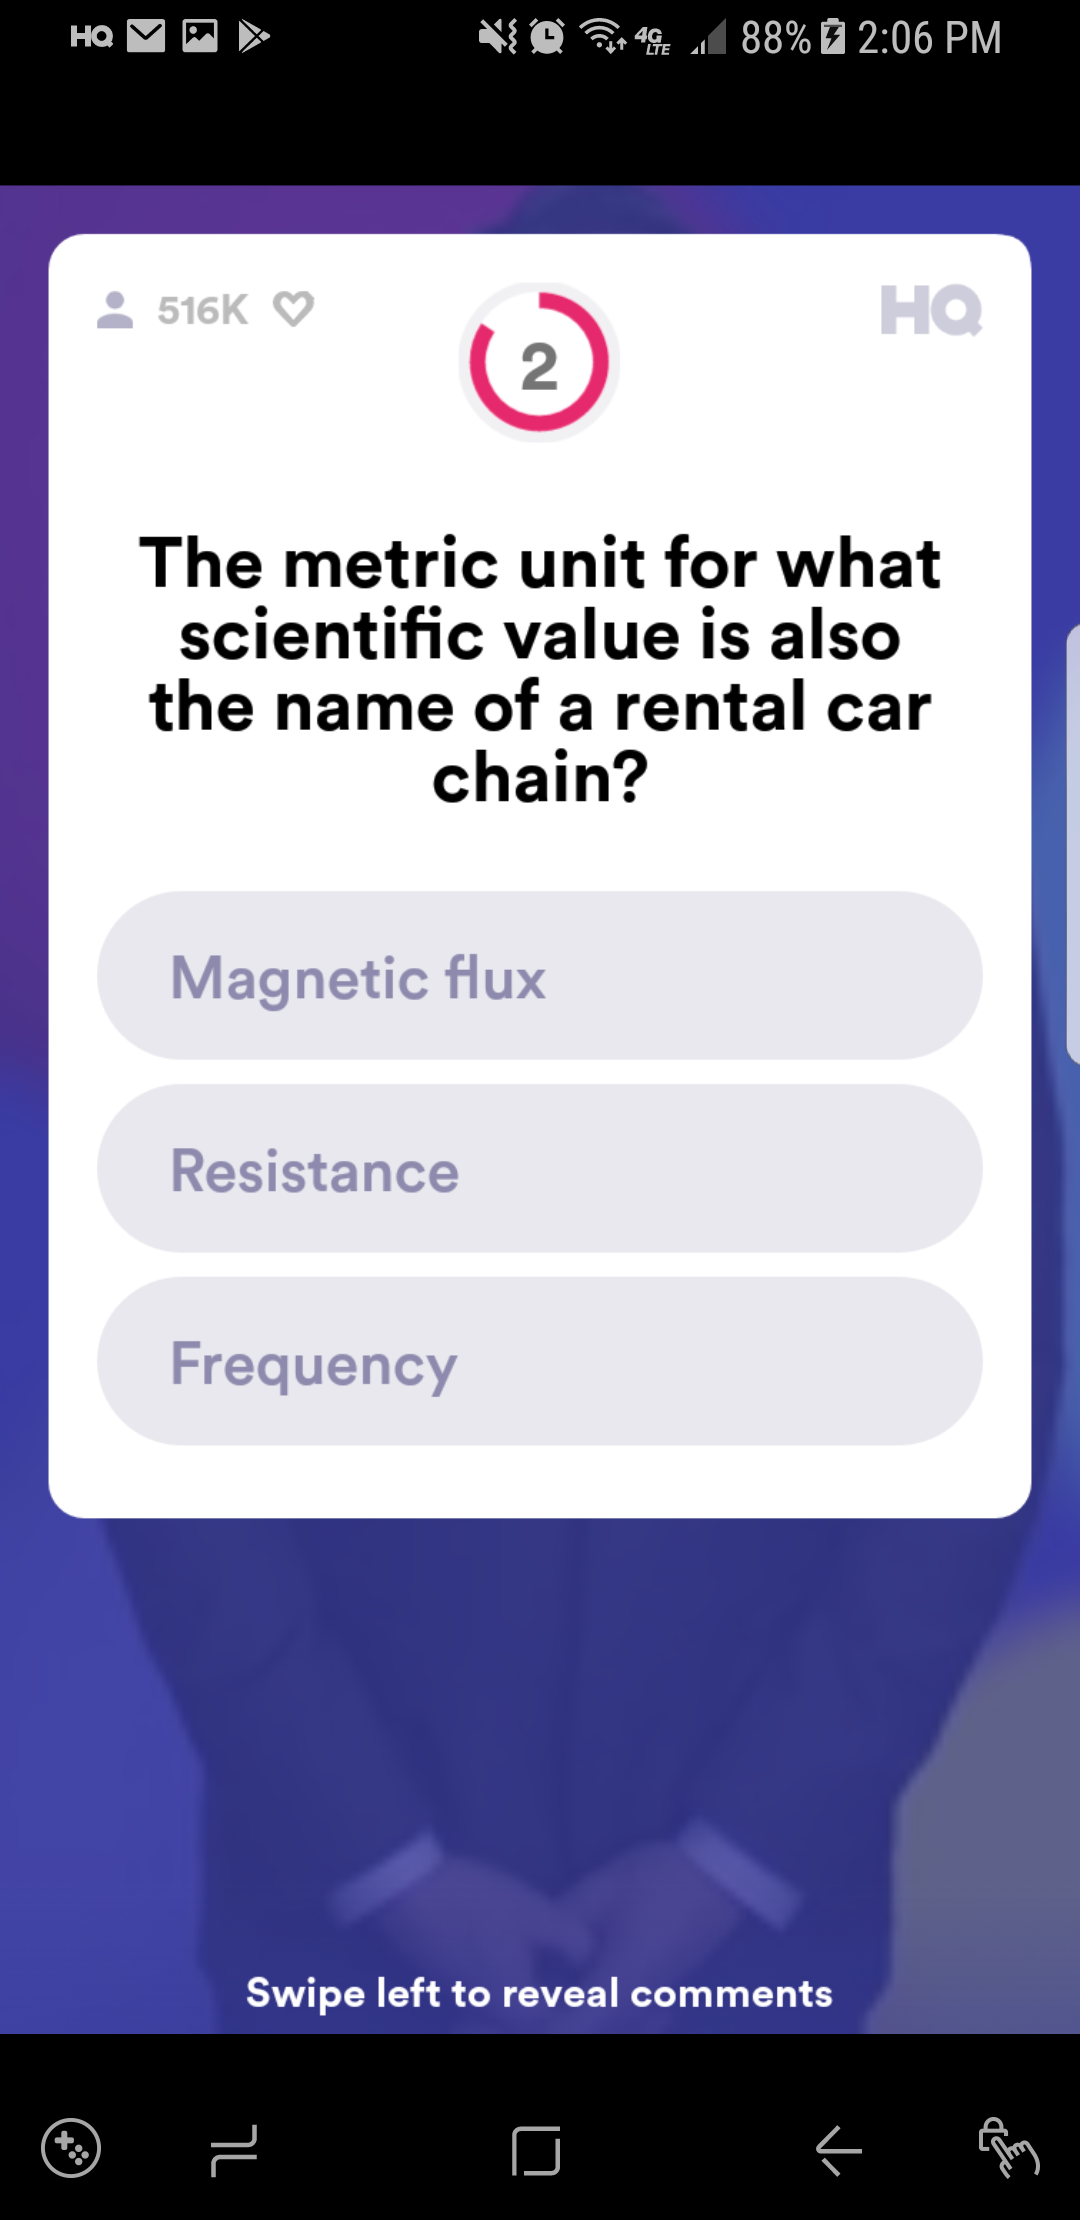 HQ 4G LTE 88% 2:06 PM
516K HQ
2
The metric unit for what
scientific value is also
the name of a rental car
chain?
Magnetic flux
Resistance
Frequency
Swipe left to reveal comments